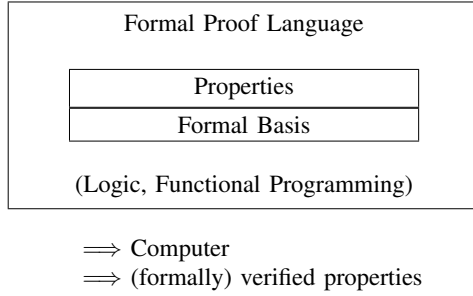 Formal Proof Language
Properties
Formal Basis
(Logic, Functional Programming)
⟹ Computer
⟹ (formally) verified properties